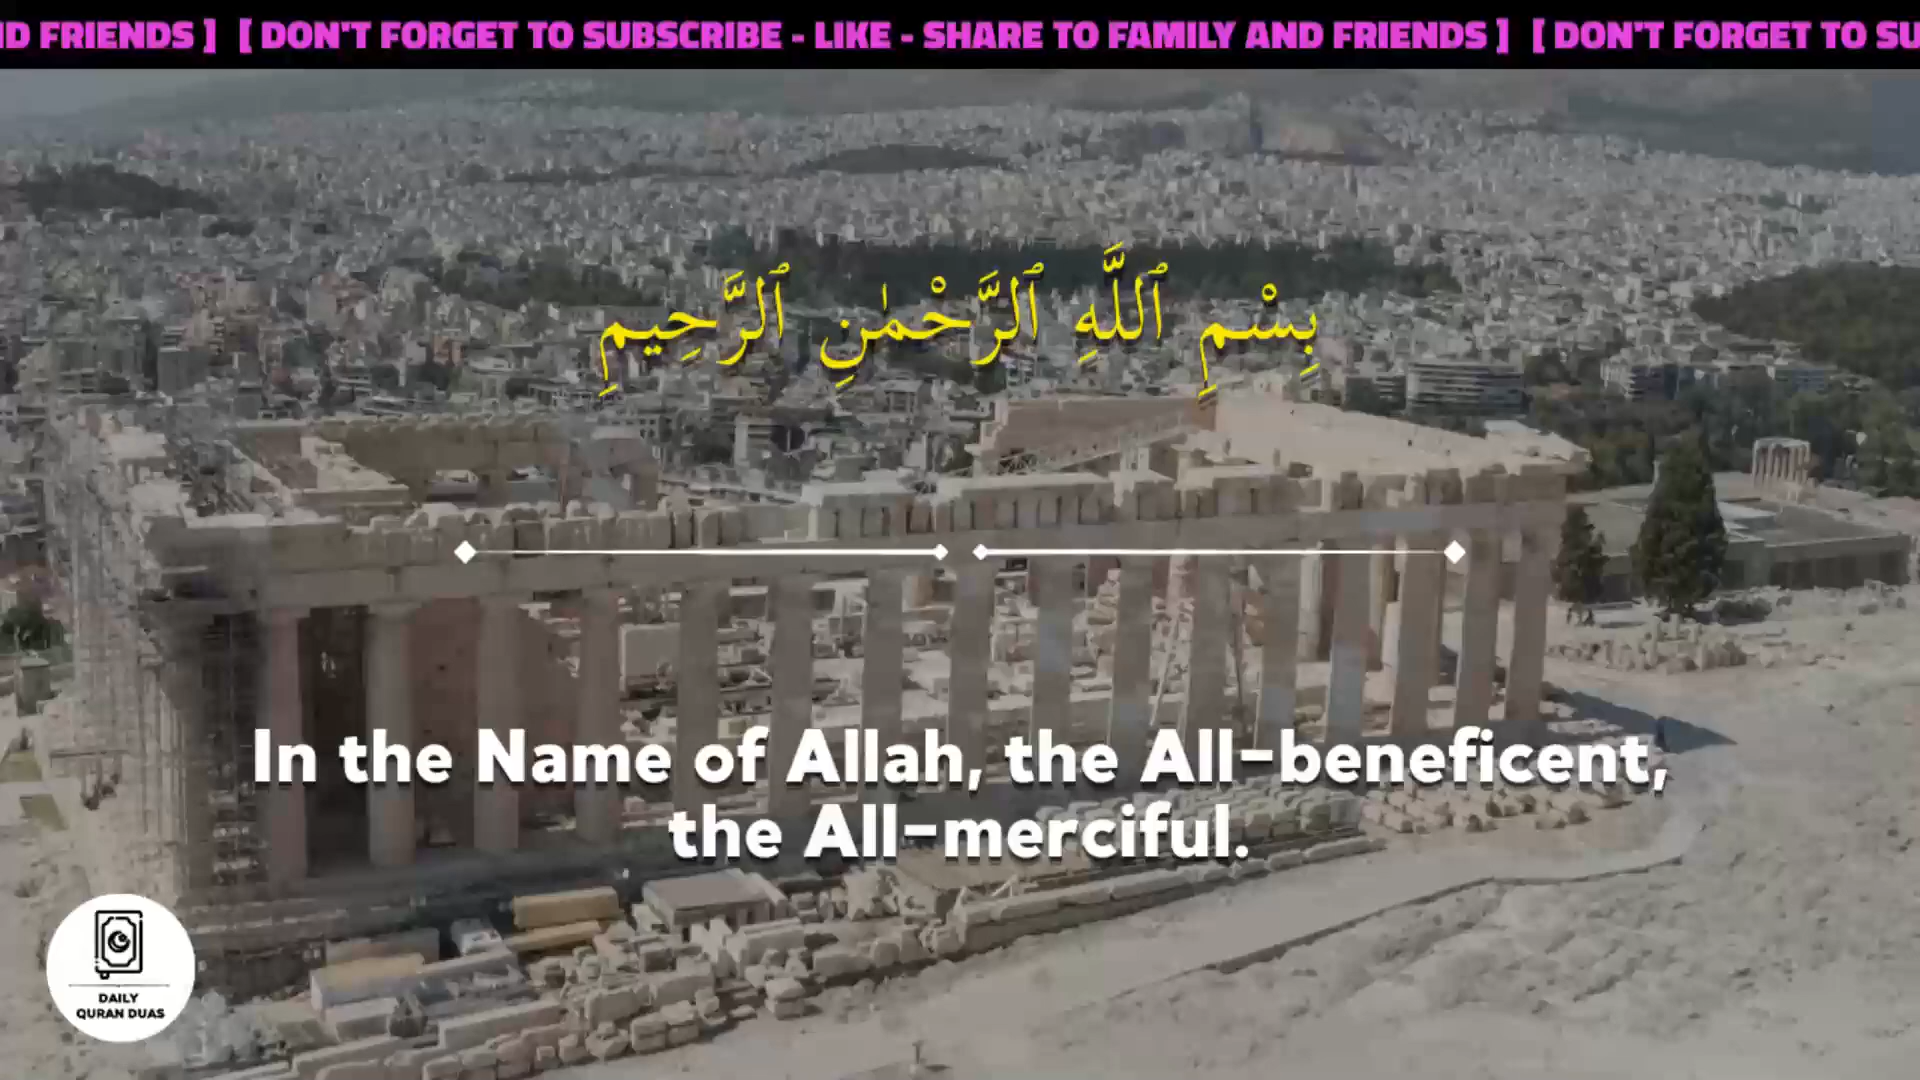 ND FRIENDS ] [ DON'T FORGET TO SUBSCRIBE - LIKE - SHARE TO FAMILY AND FRIENDS ] [ DON'T FORGET TO SU
بِسْمِ ٱللَّهِ ٱلرَّحْمٰنِ ٱلرَّحِيمِ
In the Name of Allah, the All-beneficent,
the All-merciful.
DAILY
QURAN DUAS